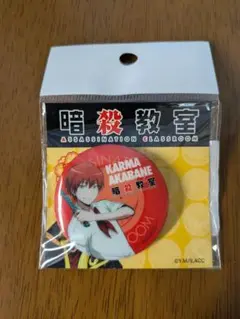 暗殺教室
ASSASSINATION CLASSROOM
KARMA
AKABANE
暗殺教室